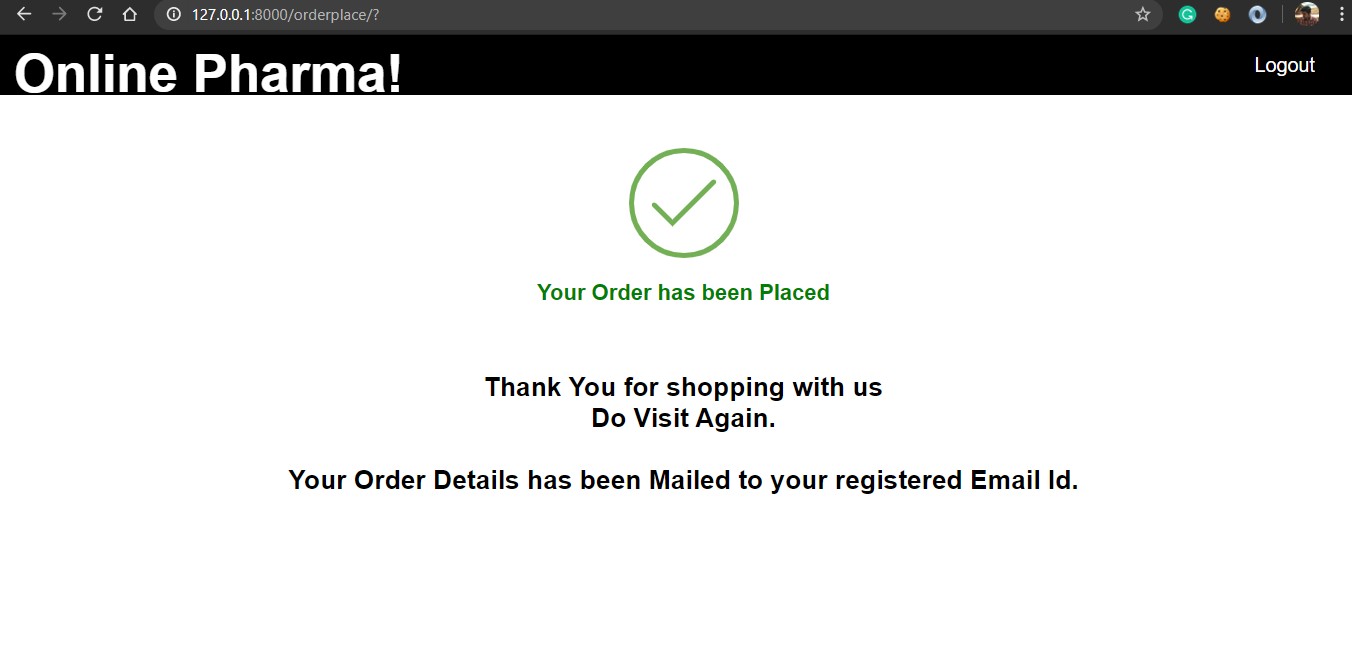 127.0.0.1:8000/orderplace/?
Online Pharma!
Logout
Your Order has been Placed
Thank You for shopping with us
Do Visit Again.
Your Order Details has been Mailed to your registered Email Id.